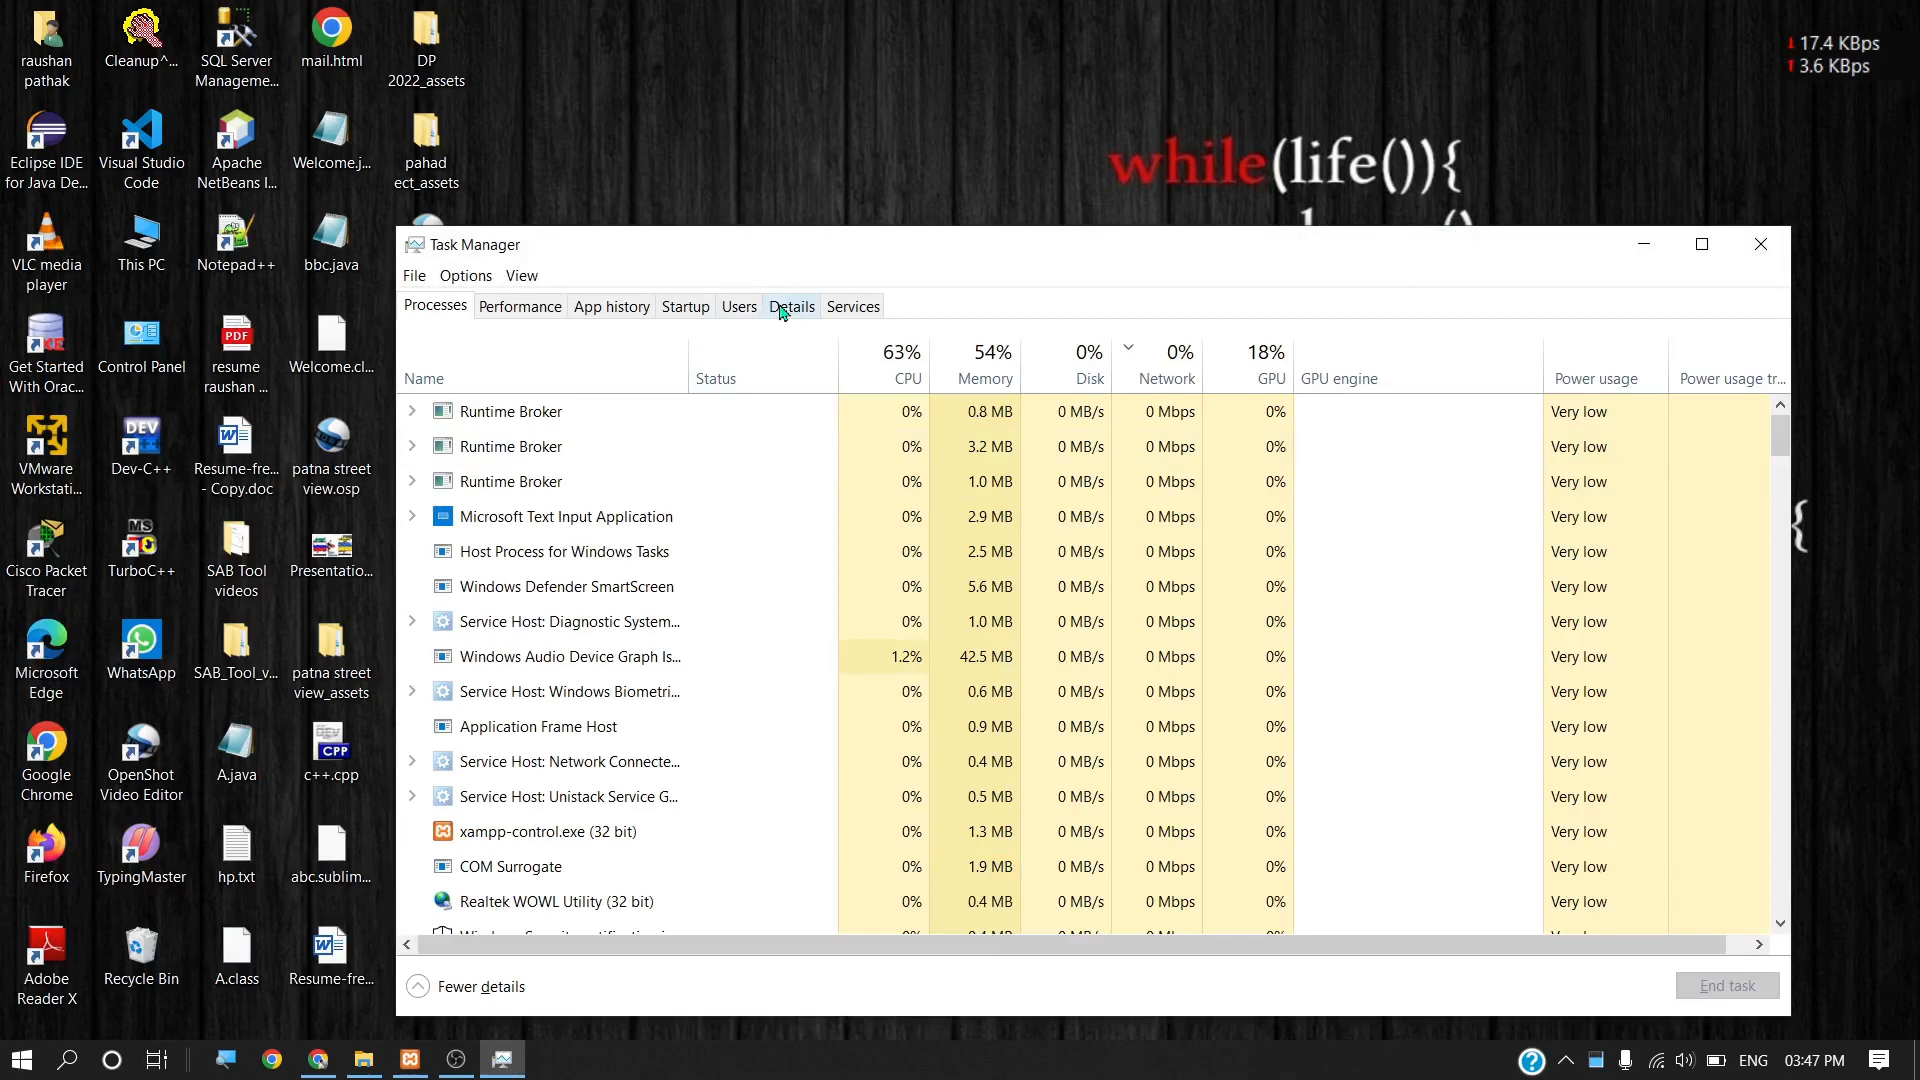 raushan
pathak
Cleanup^...
SQL Server
Manageme...
mail.html
DP
2022_assets
17.4 KBps
3.6 KBps
Eclipse IDE
for Java De...
Visual Studio
Code
Apache
NetBeans I...
Welcome.j...
pahad
ect_assets
while(life()){
VLC media
player
This PC
Notepad++
bbc.java
Get Started
With Orac...
Control Panel
PDF
resume
raushan ...
Welcome.cl...
VMware
Workstati...
DEV
Dev-C++
Resume-fre...
- Copy.doc
patna street
view.osp
Cisco Packet
Tracer
MS
TurboC++
SAB Tool
videos
Presentatio...
Microsoft
Edge
WhatsApp
SAB_Tool_v...
patna street
view_assets
Google
Chrome
OpenShot
Video Editor
A.java
CPP
c++.cpp
Firefox
TypingMaster
hp.txt
abc.sublim...
Adobe
Reader X
Recycle Bin
A.class
Resume-fre...
{
Task Manager
File Options View
Processes Performance App history Startup Users Details Services
63% 54% 0% 0% 18%
Name Status CPU Memory Disk Network GPU GPU engine Power usage Power usage tr...
Runtime Broker 0% 0.8 MB 0 MB/s 0 Mbps 0% Very low
Runtime Broker 0% 3.2 MB 0 MB/s 0 Mbps 0% Very low
Runtime Broker 0% 1.0 MB 0 MB/s 0 Mbps 0% Very low
Microsoft Text Input Application 0% 2.9 MB 0 MB/s 0 Mbps 0% Very low
Host Process for Windows Tasks 0% 2.5 MB 0 MB/s 0 Mbps 0% Very low
Windows Defender SmartScreen 0% 5.6 MB 0 MB/s 0 Mbps 0% Very low
Service Host: Diagnostic System... 0% 1.0 MB 0 MB/s 0 Mbps 0% Very low
Windows Audio Device Graph Is... 1.2% 42.5 MB 0 MB/s 0 Mbps 0% Very low
Service Host: Windows Biometri... 0% 0.6 MB 0 MB/s 0 Mbps 0% Very low
Application Frame Host 0% 0.9 MB 0 MB/s 0 Mbps 0% Very low
Service Host: Network Connecte... 0% 0.4 MB 0 MB/s 0 Mbps 0% Very low
Service Host: Unistack Service G... 0% 0.5 MB 0 MB/s 0 Mbps 0% Very low
xampp-control.exe (32 bit) 0% 1.3 MB 0 MB/s 0 Mbps 0% Very low
COM Surrogate 0% 1.9 MB 0 MB/s 0 Mbps 0% Very low
Realtek WOWL Utility (32 bit) 0% 0.4 MB 0 MB/s 0 Mbps 0% Very low
Fewer details End task
ENG 03:47 PM